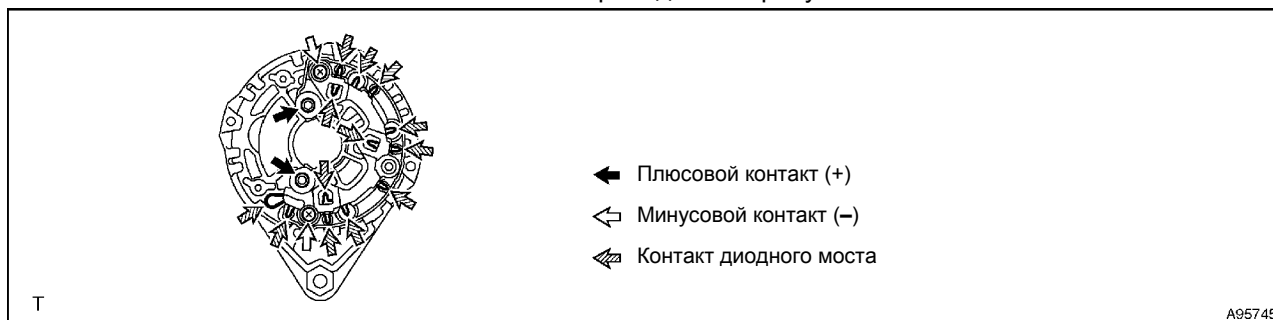 Плюсовой контакт (+)
Минусовой контакт (–)
Контакт диодного моста
T
A95745